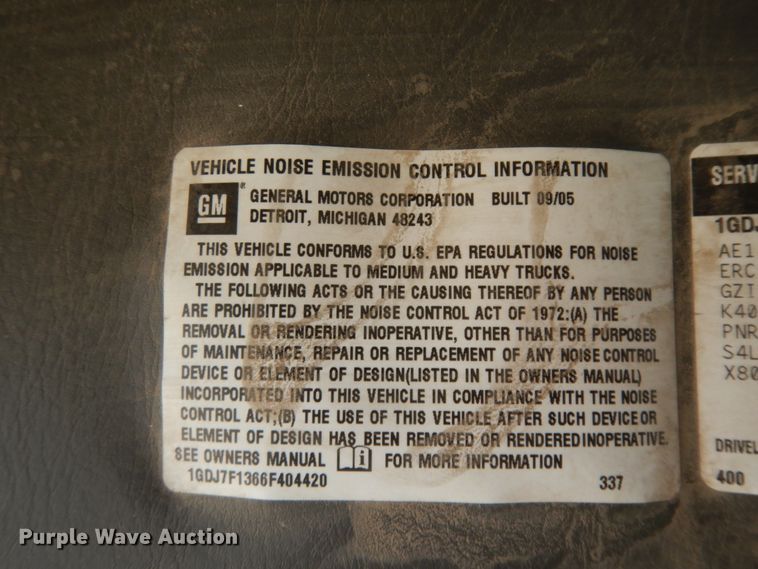 VEHICLE NOISE EMISSION CONTROL INFORMATION
GM
GENERAL MOTORS CORPORATION BUILT 09/05
DETROIT, MICHIGAN 48243
THIS VEHICLE CONFORMS TO U.S. EPA REGULATIONS FOR NOISE
EMISSION APPLICABLE TO MEDIUM AND HEAVY TRUCKS.
THE FOLLOWING ACTS OR THE CAUSING THEREOF BY ANY PERSON
ARE PROHIBITED BY THE NOISE CONTROL ACT OF 1972:(A) THE
REMOVAL OR RENDERING INOPERATIVE, OTHER THAN FOR PURPOSES
OF MAINTENANCE, REPAIR OR REPLACEMENT OF ANY NOISE CONTROL
DEVICE OR ELEMENT OF DESIGN(LISTED IN THE OWNERS MANUAL)
INCORPORATED INTO THIS VEHICLE IN COMPLIANCE WITH THE NOISE
CONTROL ACT;(B) THE USE OF THIS VEHICLE AFTER SUCH DEVICE OR
ELEMENT OF DESIGN HAS BEEN REMOVED OR RENDERED INOPERATIVE.
SEE OWNERS MANUAL i FOR MORE INFORMATION
1GDJ7F1366F404420 337
SERV
1GDJ
AE1
ERC
GZI
K40
PNR
S4L
X80
DRIVEL
400
Purple Wave Auction